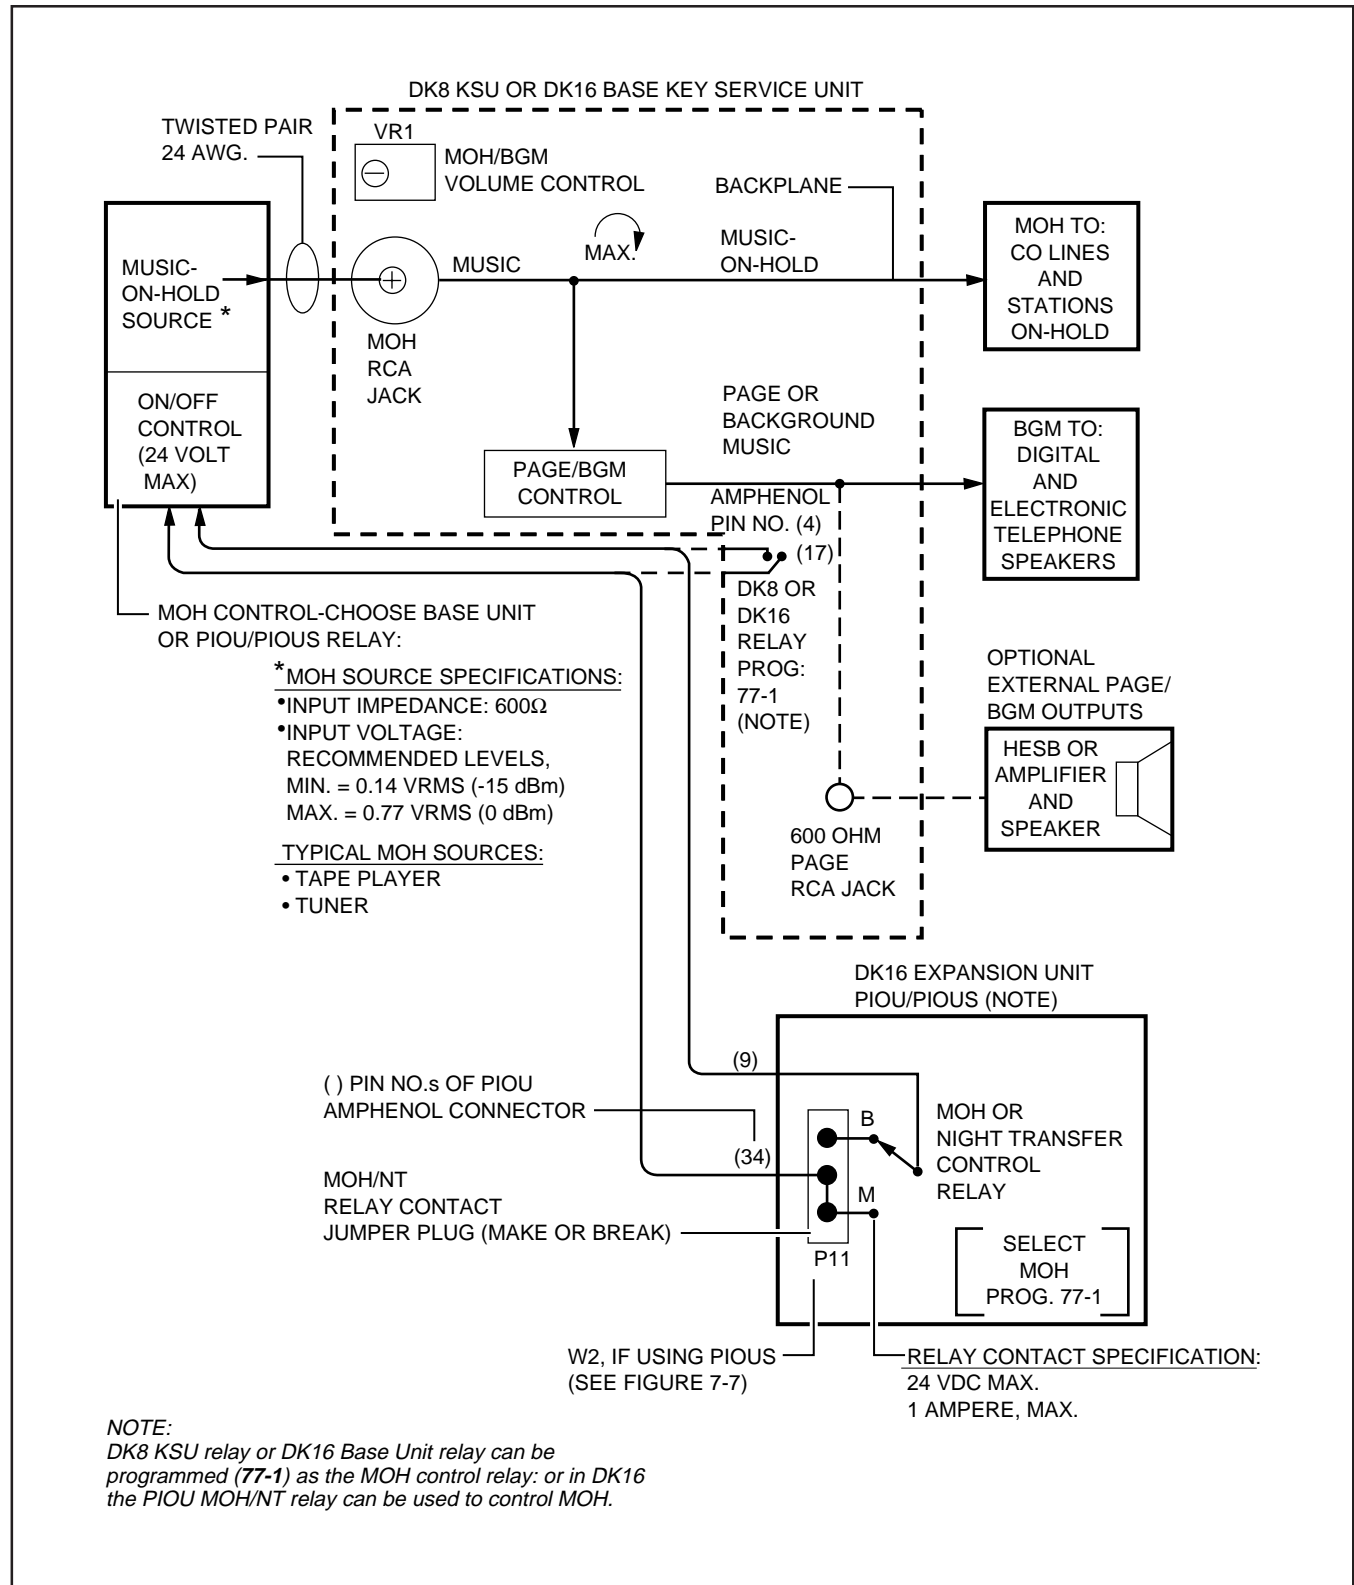 DK8 KSU OR DK16 BASE KEY SERVICE UNIT
TWISTED PAIR
24 AWG.
VR1
MOH/BGM
VOLUME CONTROL
BACKPLANE
MUSIC-
ON-HOLD
SOURCE *
MUSIC
MAX.
MUSIC-
ON-HOLD
MOH TO:
CO LINES
AND
STATIONS
ON-HOLD
MOH
RCA
JACK
ON/OFF
CONTROL
(24 VOLT
MAX)
PAGE OR
BACKGROUND
MUSIC
PAGE/BGM
CONTROL
BGM TO:
DIGITAL
AND
ELECTRONIC
TELEPHONE
SPEAKERS
AMPHENOL
PIN NO. (4)
(17)
DK8 OR
DK16
RELAY
PROG:
77-1
(NOTE)
MOH CONTROL-CHOOSE BASE UNIT
OR PIOU/PIOUS RELAY:
*MOH SOURCE SPECIFICATIONS:
•INPUT IMPEDANCE: 600Ω
•INPUT VOLTAGE:
RECOMMENDED LEVELS,
MIN. = 0.14 VRMS (-15 dBm)
MAX. = 0.77 VRMS (0 dBm)
TYPICAL MOH SOURCES:
• TAPE PLAYER
• TUNER
OPTIONAL
EXTERNAL PAGE/
BGM OUTPUTS
HESB OR
AMPLIFIER
AND
SPEAKER
600 OHM
PAGE
RCA JACK
DK16 EXPANSION UNIT
PIOU/PIOUS (NOTE)
(9)
( ) PIN NO.s OF PIOU
AMPHENOL CONNECTOR
(34)
B
MOH OR
NIGHT TRANSFER
CONTROL
RELAY
MOH/NT
RELAY CONTACT
JUMPER PLUG (MAKE OR BREAK)
M
P11
SELECT
MOH
PROG. 77-1
W2, IF USING PIOUS
(SEE FIGURE 7-7)
RELAY CONTACT SPECIFICATION:
24 VDC MAX.
1 AMPERE, MAX.
NOTE:
DK8 KSU relay or DK16 Base Unit relay can be
programmed (77-1) as the MOH control relay: or in DK16
the PIOU MOH/NT relay can be used to control MOH.